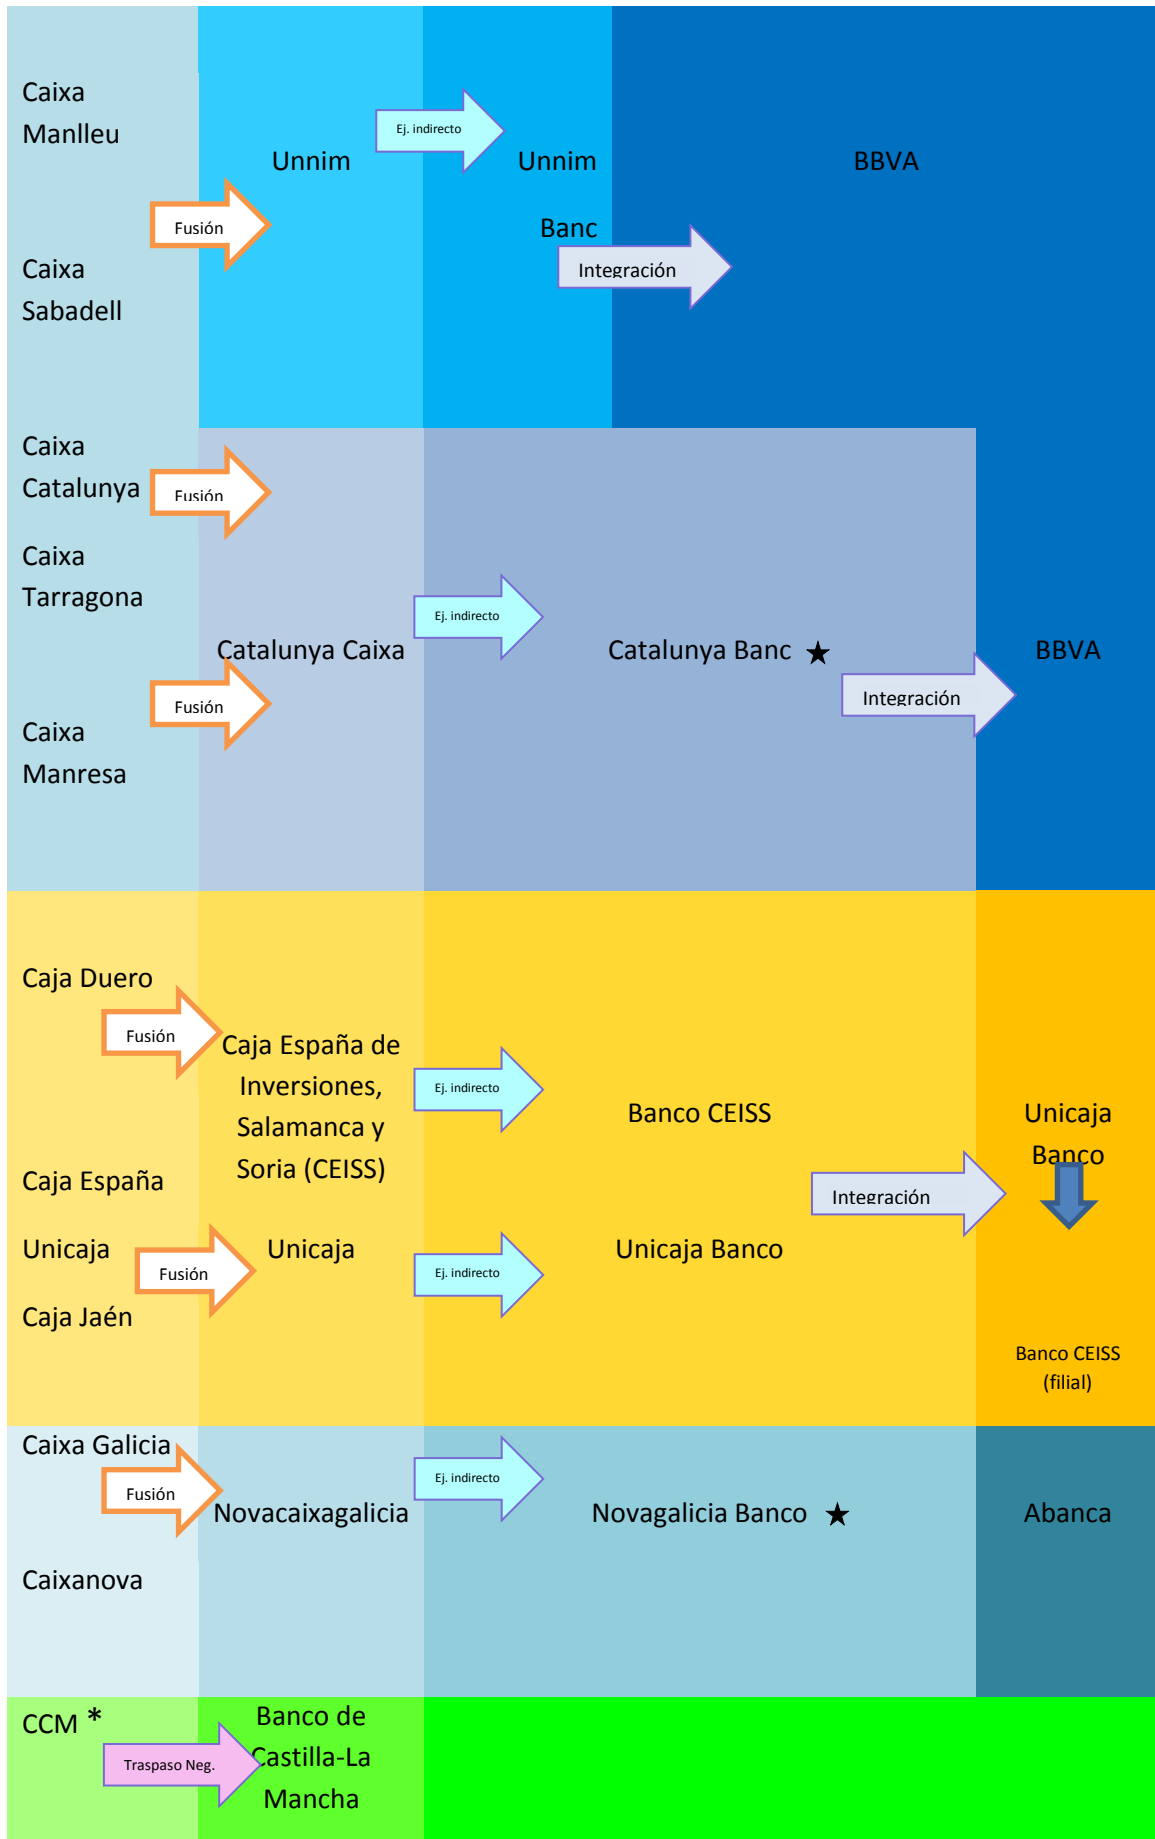 Caixa
Manlleu
Caixa
Sabadell
Fusión
Unnim
Ej. indirecto
Unnim
Banc
Integración
BBVA
Caixa
Catalunya
Fusión
Caixa
Tarragona
Caixa
Manresa
Fusión
Catalunya Caixa
Ej. indirecto
Catalunya Banc ★
Integración
BBVA
Caja Duero
Fusión
Caja España
Caja España de
Inversiones,
Salamanca y
Soria (CEISS)
Ej. indirecto
Banco CEISS
Integración
Unicaja
Banco
Unicaja
Fusión
Caja Jaén
Unicaja
Ej. indirecto
Unicaja Banco
Banco CEISS
(filial)
Caixa Galicia
Fusión
Caixanova
Novacaixagalicia
Ej. indirecto
Novagalicia Banco ★
Abanca
CCM *
Traspaso Neg.
Banco de
Castilla-La
Mancha